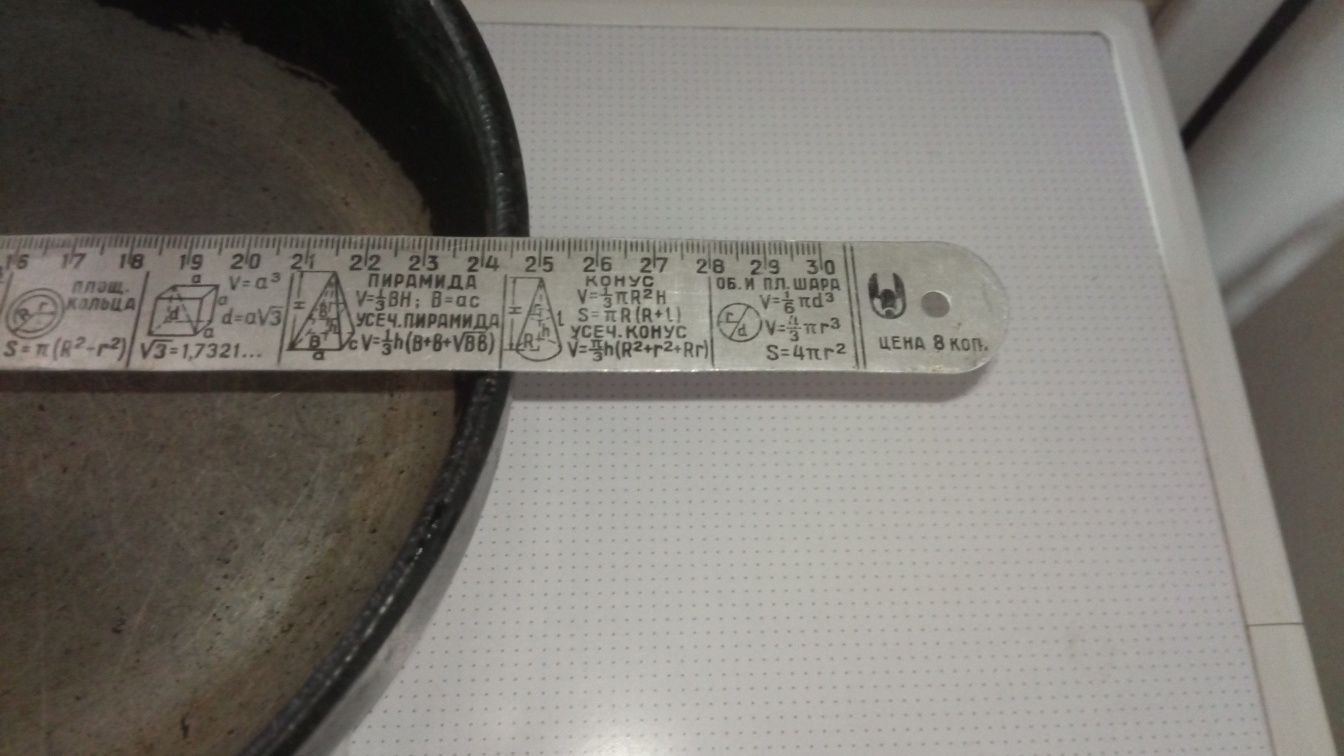 16 17 18 19 20 21 22 23 24 25 26 27 28 29 30
ПЛОЩ.
КОЛЬЦА
R r
S=π(R²-r²)
a V=a³
a
d d=a√3
a
√3=1,7321...
ПИРАМИДА
V=⅓BH; B=ac
УСЕЧ. ПИРАМИДА
c V=⅓h(B+в+√Bв)
H h B a
КОНУС
V=⅓πR²H
S=πR(R+l)
УСЕЧ. КОНУС
V=π/3h(R²+r²+Rr)
H r h l R
ОБ. И ПЛ. ШАРА
V=⅙πd³
r
d
V=4/3πr³
S=4πr²
ЦЕНА 8 КОП.